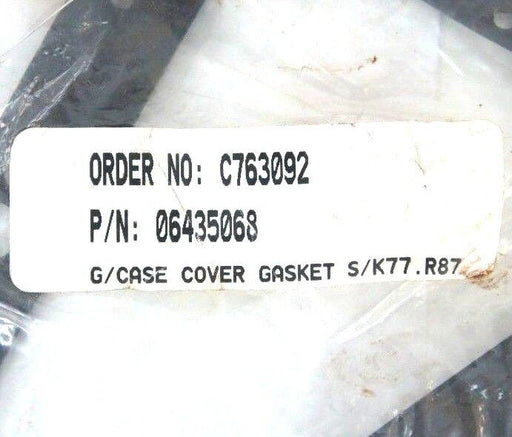 ORDER NO: C763092
P/N: 06435068
G/CASE COVER GASKET S/K77.R87